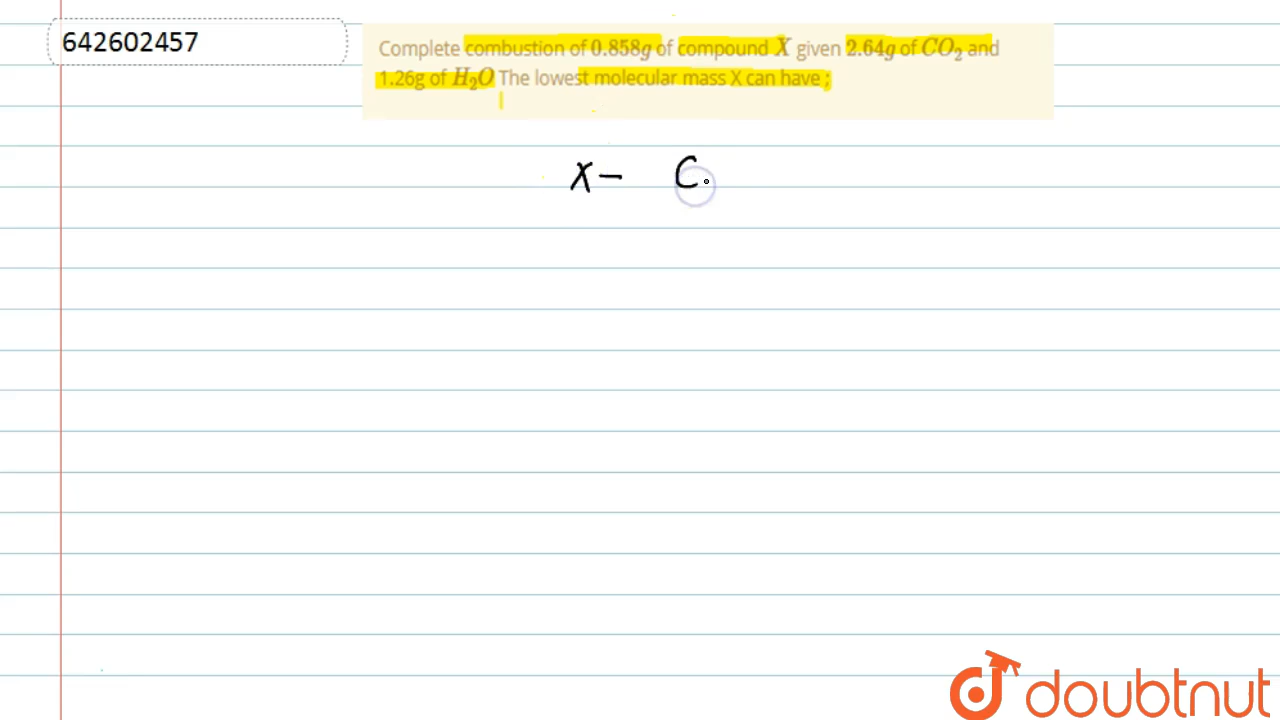 642602457
Complete combustion of 0.858g of compound X given 2.64g of CO₂ and
1.26g of H₂O The lowest molecular mass X can have ;
X – C
doubtnut